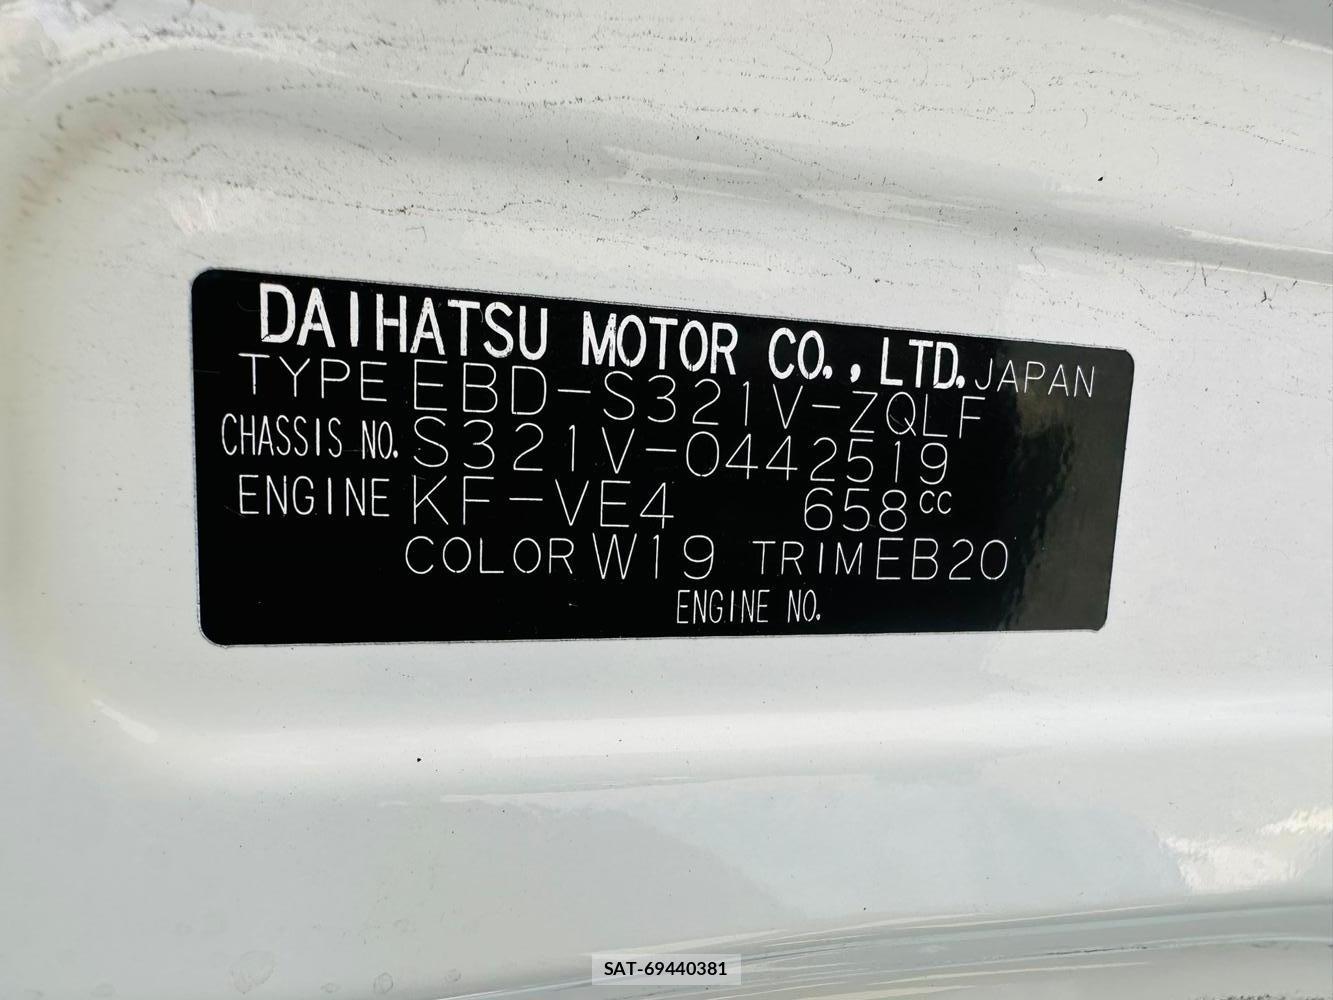 DAIHATSU MOTOR CO., LTD. JAPAN
TYPE EBD-S321V-ZQLF
CHASSIS NO. S321V-0442519
ENGINE KF-VE4 658cc
COLOR W19 TRIM EB20
ENGINE NO.
SAT-69440381